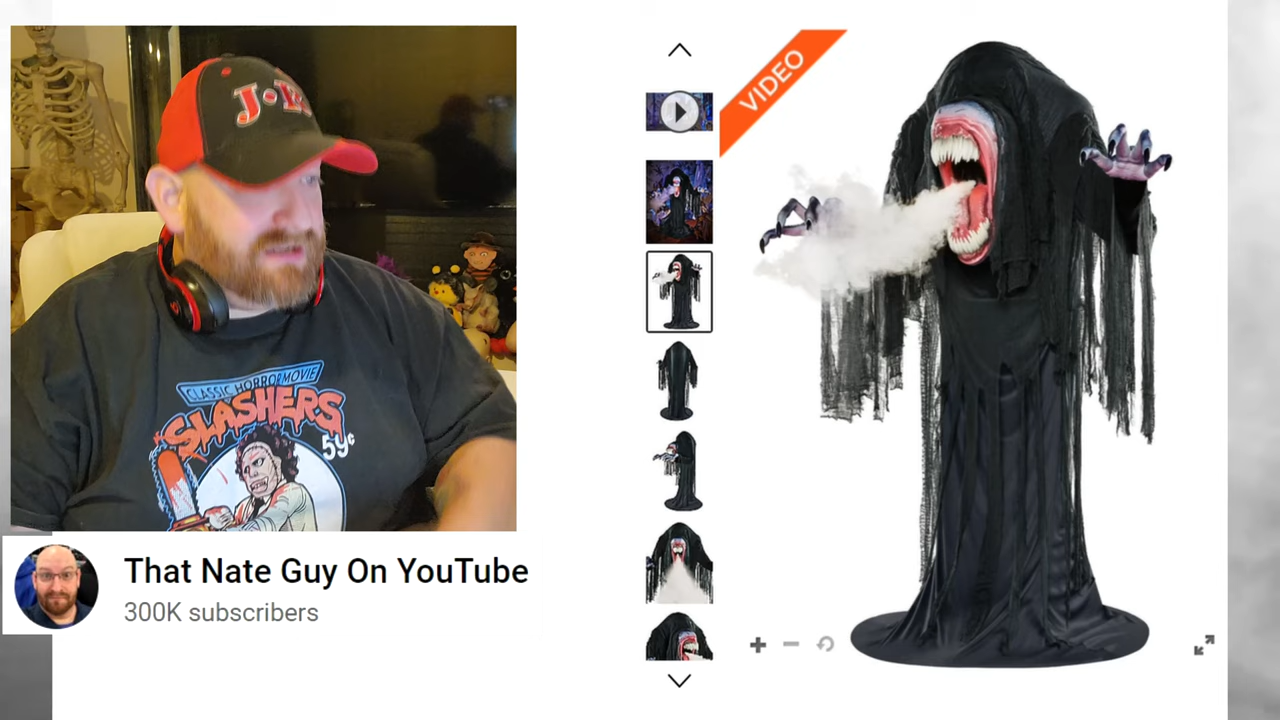 CLASSIC HORROR MOVIE
SLASHERS
59¢
That Nate Guy On YouTube
300K subscribers
VIDEO